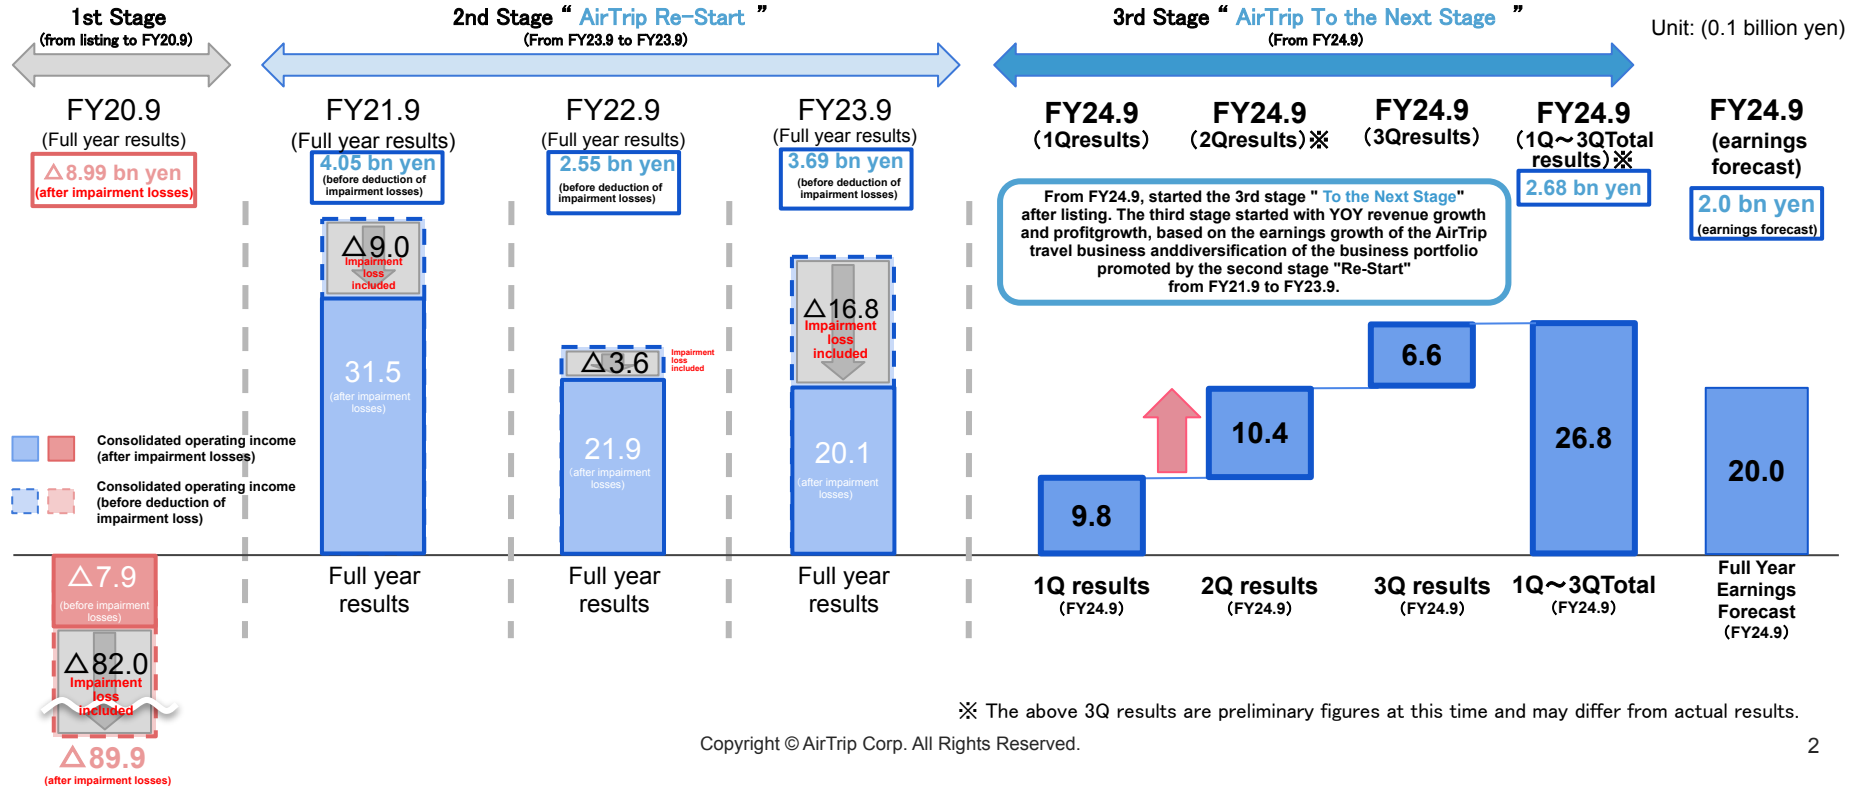 1st Stage
(from listing to FY20.9)
2nd Stage “ AirTrip Re-Start ”
(From FY23.9 to FY23.9)
3rd Stage “ AirTrip To the Next Stage ”
(From FY24.9)
Unit: (0.1 billion yen)
FY20.9
(Full year results)
△8.99 bn yen
(after impairment losses)
FY21.9
(Full year results)
4.05 bn yen
(before deduction of
impairment losses)
FY22.9
(Full year results)
2.55 bn yen
(before deduction of
impairment losses)
FY23.9
(Full year results)
3.69 bn yen
(before deduction of
impairment losses)
FY24.9
(1Qresults)
FY24.9
(2Qresults)※
FY24.9
(3Qresults)
FY24.9
(1Q～3QTotal
results)※
2.68 bn yen
FY24.9
(earnings
forecast)
2.0 bn yen
(earnings forecast)
From FY24.9, started the 3rd stage " To the Next Stage"
after listing. The third stage started with YOY revenue growth
and profitgrowth, based on the earnings growth of the AirTrip
travel business anddiversification of the business portfolio
promoted by the second stage "Re-Start"
from FY21.9 to FY23.9.
△9.0
Impairment
loss
included
31.5
(after impairment
losses)
△3.6
Impairment
loss
included
21.9
(after impairment
losses)
△16.8
Impairment
loss
included
20.1
(after impairment
losses)
9.8
10.4
6.6
26.8
20.0
Consolidated operating income
(after impairment losses)
Consolidated operating income
(before deduction of
impairment loss)
△7.9
(before impairment
losses)
△82.0
Impairment
loss
included
△89.9
(after impairment losses)
Full year
results
Full year
results
Full year
results
1Q results
(FY24.9)
2Q results
(FY24.9)
3Q results
(FY24.9)
1Q～3QTotal
(FY24.9)
Full Year
Earnings
Forecast
(FY24.9)
※ The above 3Q results are preliminary figures at this time and may differ from actual results.
Copyright © AirTrip Corp. All Rights Reserved.
2